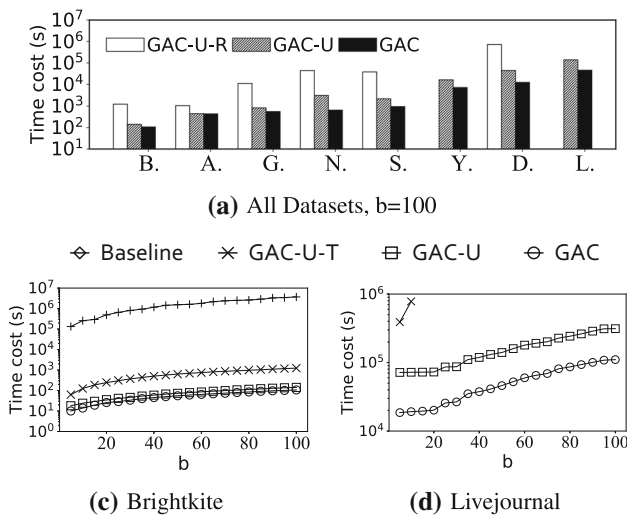 GAC-U-R GAC-U GAC
Time cost (s)
10^7
10^6
10^5
10^4
10^3
10^2
10^1
B. A. G. N. S. Y. D. L.
(a) All Datasets, b=100
Baseline GAC-U-T GAC-U GAC
Time cost (s)
10^7
10^6
10^5
10^4
10^3
10^2
10^1
10^0
0 20 40 60 80 100
b
(c) Brightkite
Time cost (s)
10^6
10^5
10^4
20 40 60 80 100
b
(d) Livejournal